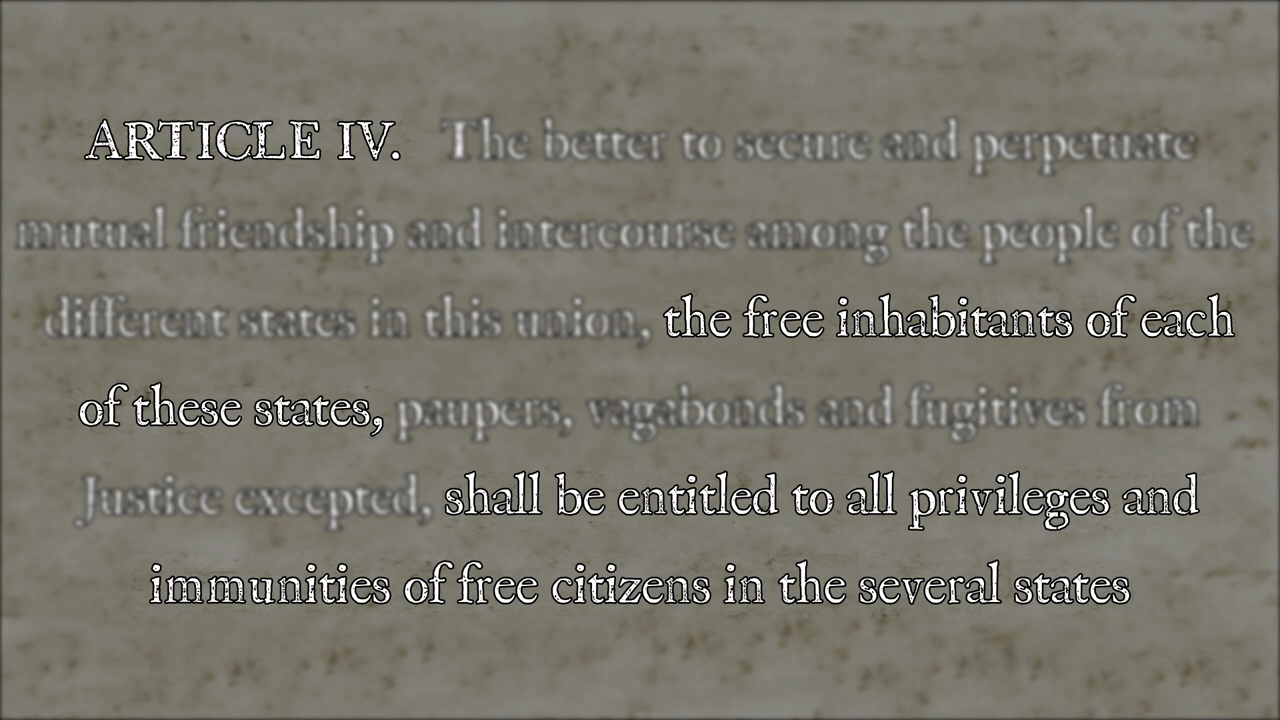 ARTICLE IV. The better to secure and perpetuate
mutual friendship and intercourse among the people of the
different states in this union, the free inhabitants of each
of these states, paupers, vagabonds and fugitives from
Justice excepted, shall be entitled to all privileges and
immunities of free citizens in the several states